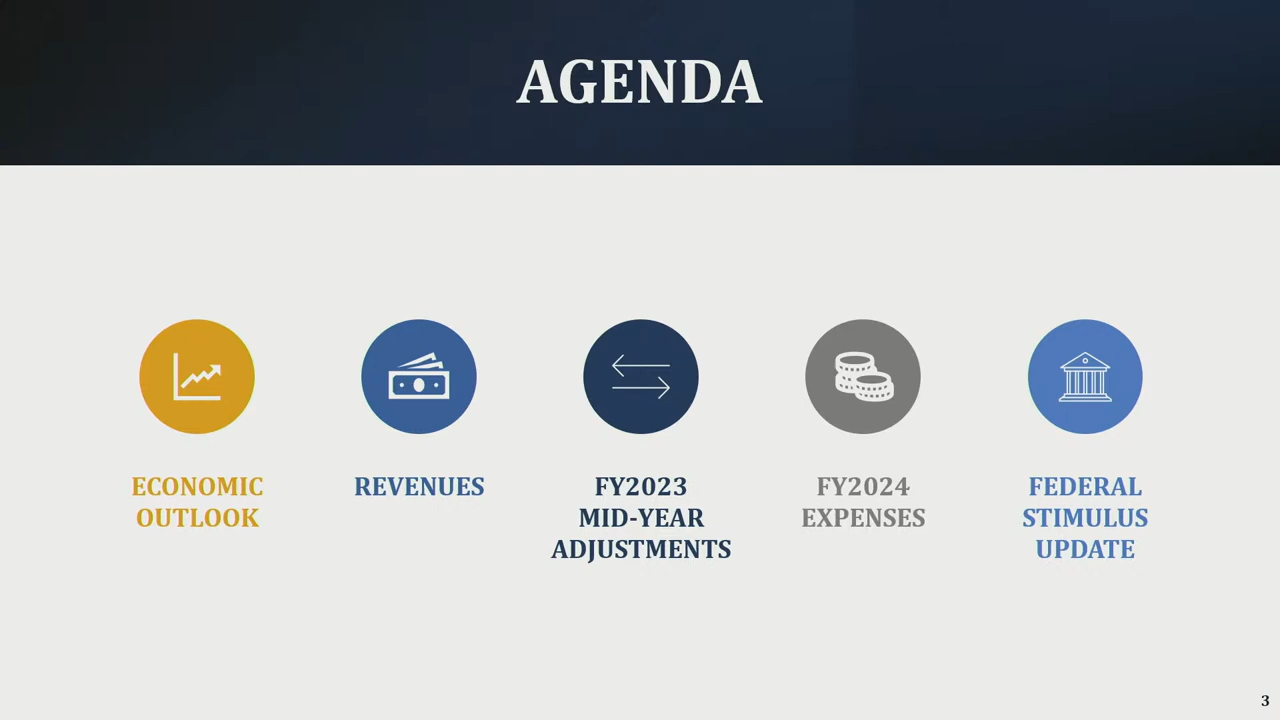 AGENDA
ECONOMIC
OUTLOOK
REVENUES
FY2023
MID-YEAR
ADJUSTMENTS
FY2024
EXPENSES
FEDERAL
STIMULUS
UPDATE
3